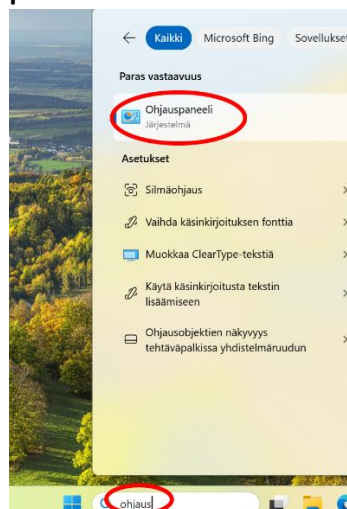 Kaikki Microsoft Bing Sovellukset
Paras vastaavuus
Ohjauspaneeli
Järjestelmä
Asetukset
Silmäohjaus
Vaihda käsinkirjoituksen fonttia
Muokkaa ClearType-tekstiä
Käytä käsinkirjoitusta tekstin
lisäämiseen
Ohjausobjektien näkyvyys
tehtäväpalkissa yhdistelmäruudun
ohjaus